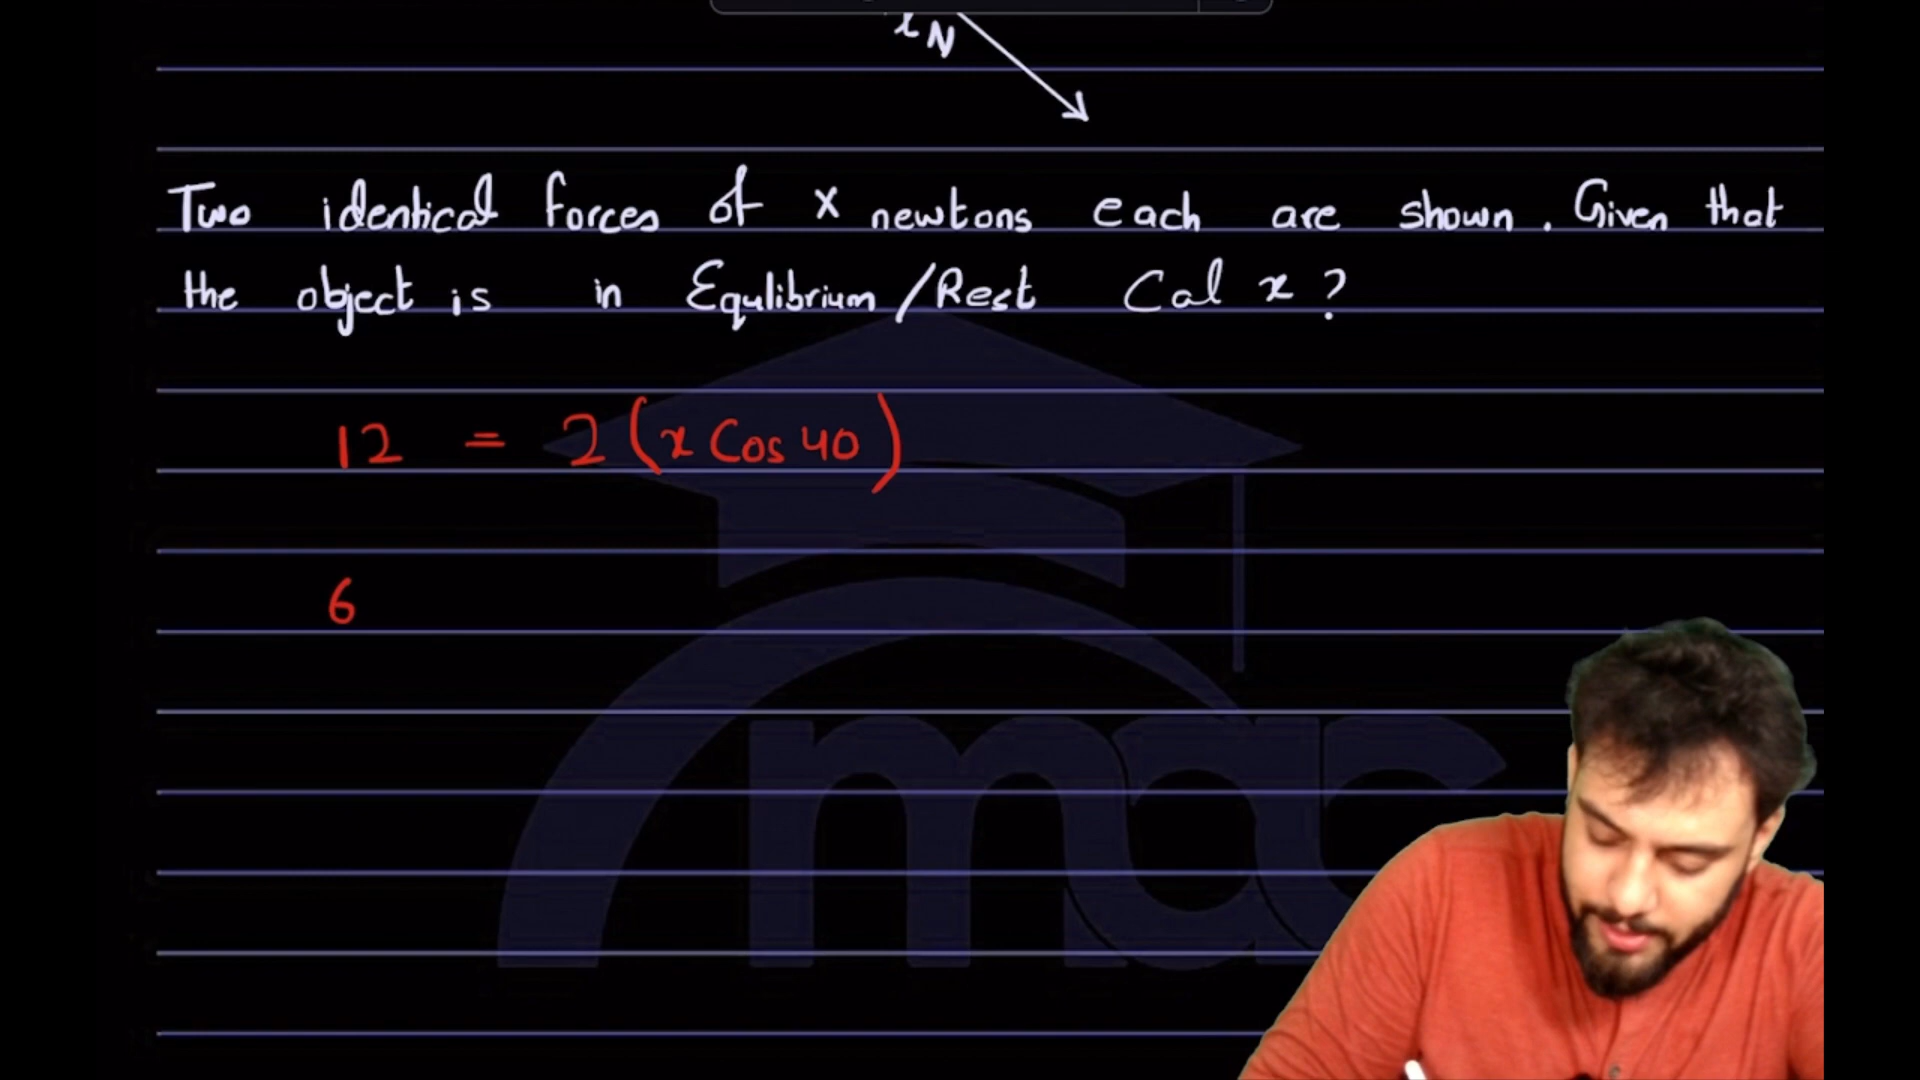 x N
Two identical forces of x newtons each are shown. Given that
the object is in Equlibrium/Rest Cal x ?
12 = 2(x Cos 40)
6
mac